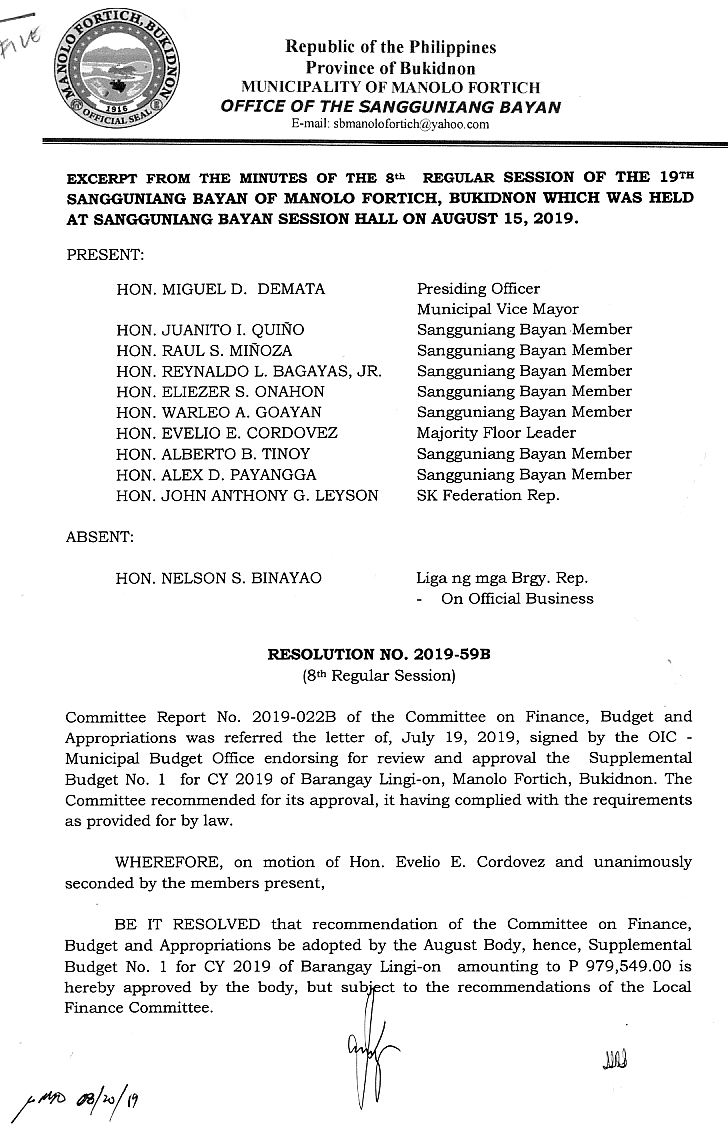 FILE
MANOLO FORTICH, BUKIDNON
1916
OFFICIAL SEAL
Republic of the Philippines
Province of Bukidnon
MUNICIPALITY OF MANOLO FORTICH
OFFICE OF THE SANGGUNIANG BAYAN
E-mail: sbmanolofortich@yahoo.com
EXCERPT FROM THE MINUTES OF THE 8th REGULAR SESSION OF THE 19TH
SANGGUNIANG BAYAN OF MANOLO FORTICH, BUKIDNON WHICH WAS HELD
AT SANGGUNIANG BAYAN SESSION HALL ON AUGUST 15, 2019.
PRESENT:
HON. MIGUEL D. DEMATA Presiding Officer
Municipal Vice Mayor
HON. JUANITO I. QUIÑO Sangguniang Bayan Member
HON. RAUL S. MIÑOZA Sangguniang Bayan Member
HON. REYNALDO L. BAGAYAS, JR. Sangguniang Bayan Member
HON. ELIEZER S. ONAHON Sangguniang Bayan Member
HON. WARLEO A. GOAYAN Sangguniang Bayan Member
HON. EVELIO E. CORDOVEZ Majority Floor Leader
HON. ALBERTO B. TINOY Sangguniang Bayan Member
HON. ALEX D. PAYANGGA Sangguniang Bayan Member
HON. JOHN ANTHONY G. LEYSON SK Federation Rep.
ABSENT:
HON. NELSON S. BINAYAO Liga ng mga Brgy. Rep.
- On Official Business
RESOLUTION NO. 2019-59B
(8th Regular Session)
Committee Report No. 2019-022B of the Committee on Finance, Budget and
Appropriations was referred the letter of, July 19, 2019, signed by the OIC -
Municipal Budget Office endorsing for review and approval the Supplemental
Budget No. 1 for CY 2019 of Barangay Lingi-on, Manolo Fortich, Bukidnon. The
Committee recommended for its approval, it having complied with the requirements
as provided for by law.
WHEREFORE, on motion of Hon. Evelio E. Cordovez and unanimously
seconded by the members present,
BE IT RESOLVED that recommendation of the Committee on Finance,
Budget and Appropriations be adopted by the August Body, hence, Supplemental
Budget No. 1 for CY 2019 of Barangay Lingi-on amounting to P 979,549.00 is
hereby approved by the body, but subject to the recommendations of the Local
Finance Committee.
08/20/19